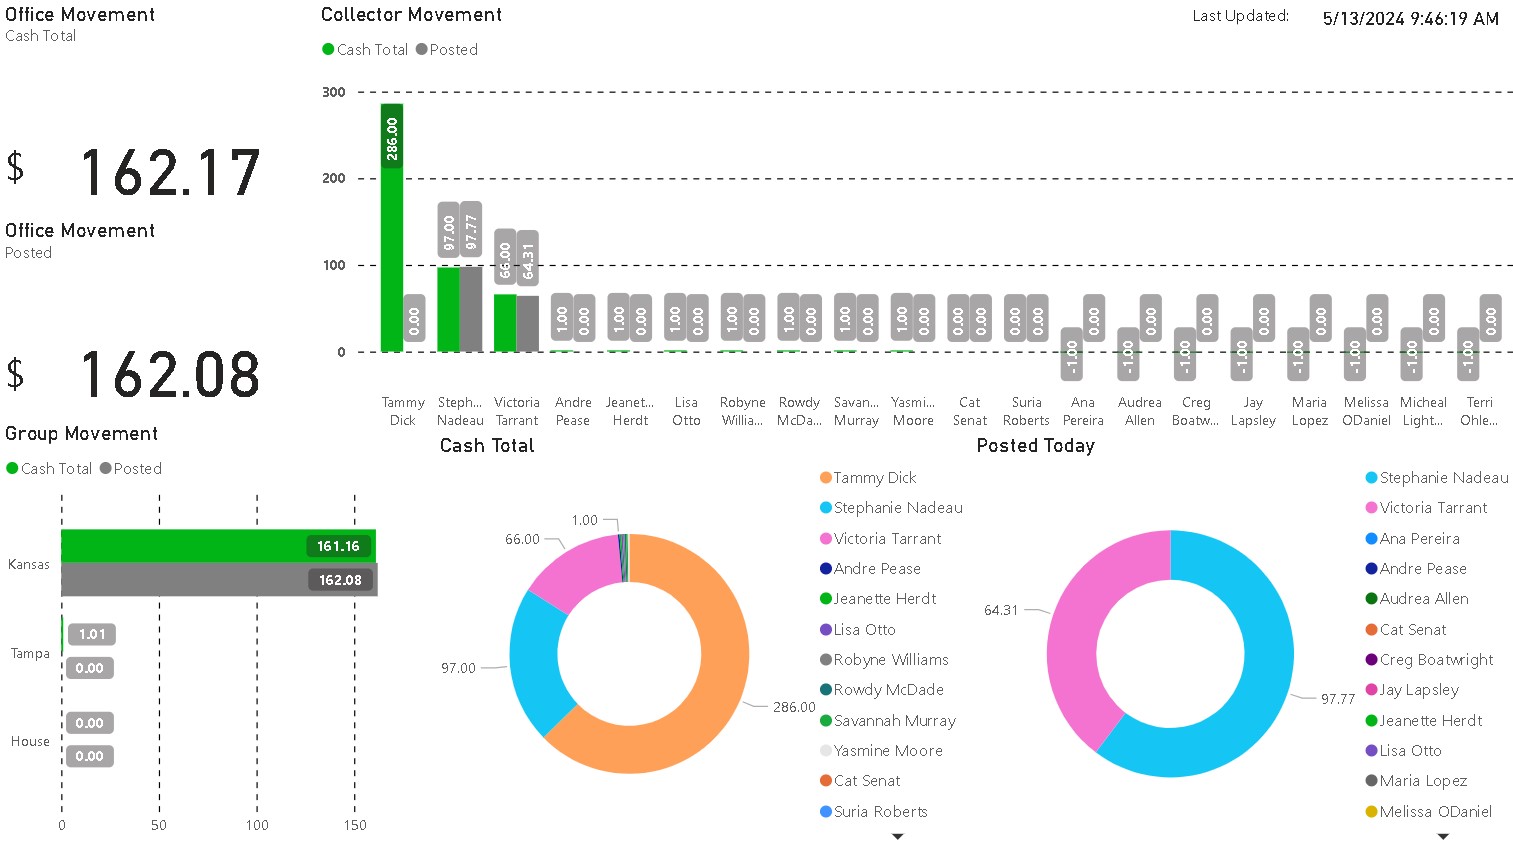 Office Movement
Cash Total
$ 162.17
Office Movement
Posted
$ 162.08
Collector Movement
Cash Total Posted
Last Updated: 5/13/2024 9:46:19 AM
300
200
100
0
286.00 0.00 97.00 97.77 66.00 64.31 1.00 0.00 1.00 0.00 1.00 0.00 1.00 0.00 1.00 0.00 1.00 0.00 1.00 0.00 0.00 0.00 0.00 0.00 -1.00 0.00 -1.00 0.00 -1.00 0.00 -1.00 0.00 -1.00 0.00 -1.00 0.00 -1.00 0.00 -1.00 0.00
Tammy Steph... Victoria Andre Jeanet... Lisa Robyne Rowdy Savan... Yasmi... Cat Suria Ana Audrea Creg Jay Maria Melissa Micheal Terri
Dick Nadeau Tarrant Pease Herdt Otto Willia... McDa... Murray Moore Senat Roberts Pereira Allen Boatw... Lapsley Lopez ODaniel Light... Ohle...
Group Movement
Cash Total Posted
Kansas
161.16
162.08
Tampa
1.01
0.00
House
0.00
0.00
0 50 100 150
Cash Total
1.00
66.00
97.00
286.00
Tammy Dick
Stephanie Nadeau
Victoria Tarrant
Andre Pease
Jeanette Herdt
Lisa Otto
Robyne Williams
Rowdy McDade
Savannah Murray
Yasmine Moore
Cat Senat
Suria Roberts
Posted Today
64.31
97.77
Stephanie Nadeau
Victoria Tarrant
Ana Pereira
Andre Pease
Audrea Allen
Cat Senat
Creg Boatwright
Jay Lapsley
Jeanette Herdt
Lisa Otto
Maria Lopez
Melissa ODaniel